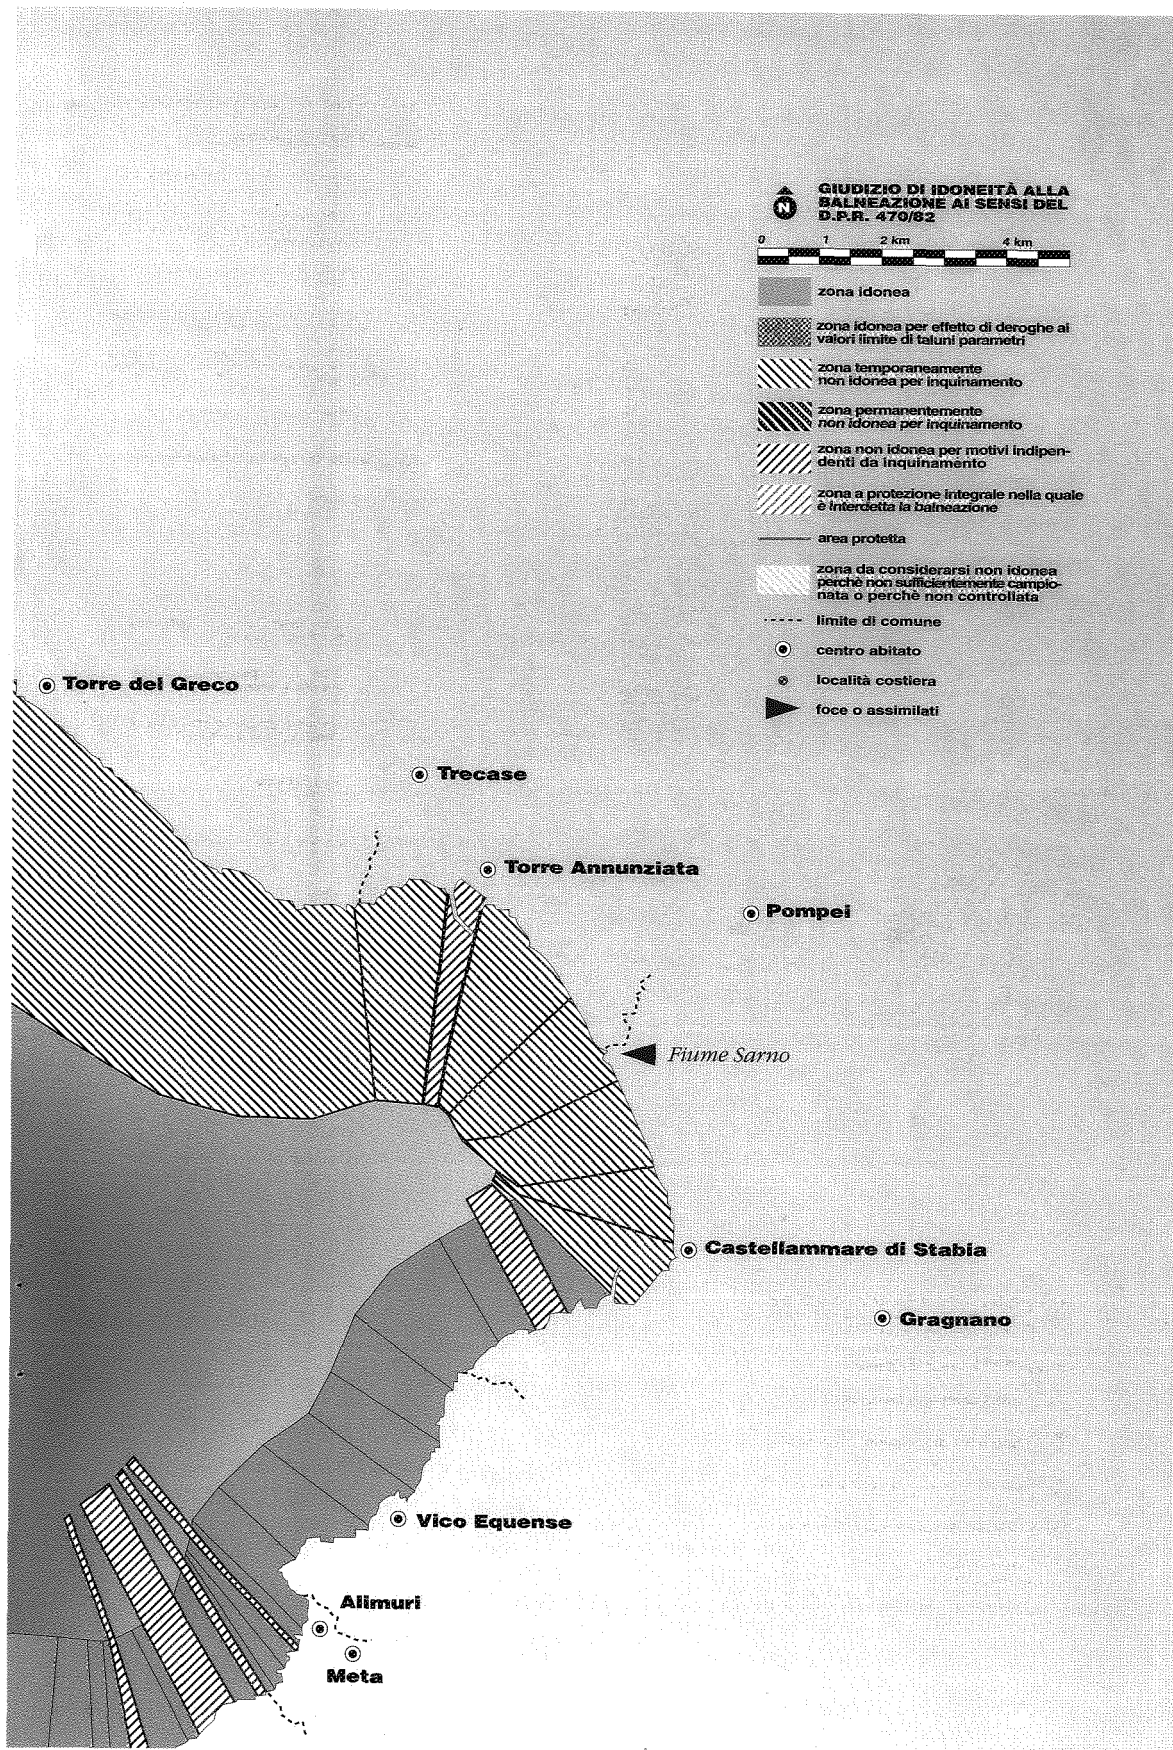 N
GIUDIZIO DI IDONEITÀ ALLA
BALNEAZIONE AI SENSI DEL
D.P.R. 470/82
0 1 2 km 4 km
zona idonea
zona idonea per effetto di deroghe ai
valori limite di taluni parametri
zona temporaneamente
non idonea per inquinamento
zona permanentemente
non idonea per inquinamento
zona non idonea per motivi indipen-
denti da inquinamento
zona a protezione integrale nella quale
è interdetta la balneazione
area protetta
zona da considerarsi non idonea
perchè non sufficientemente campio-
nata o perchè non controllata
limite di comune
centro abitato
località costiera
foce o assimilati
Torre del Greco
Trecase
Torre Annunziata
Pompei
Fiume Sarno
Castellammare di Stabia
Gragnano
Vico Equense
Alimuri
Meta